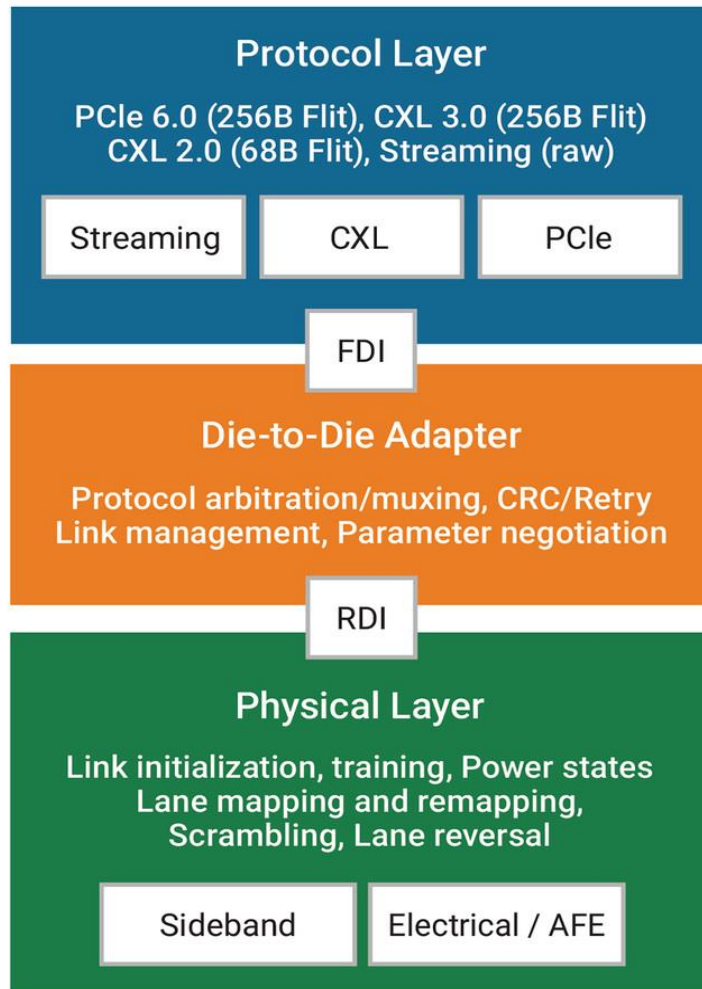 Protocol Layer
PCIe 6.0 (256B Flit), CXL 3.0 (256B Flit)
CXL 2.0 (68B Flit), Streaming (raw)
Streaming
CXL
PCIe
FDI
Die-to-Die Adapter
Protocol arbitration/muxing, CRC/Retry
Link management, Parameter negotiation
RDI
Physical Layer
Link initialization, training, Power states
Lane mapping and remapping,
Scrambling, Lane reversal
Sideband
Electrical / AFE